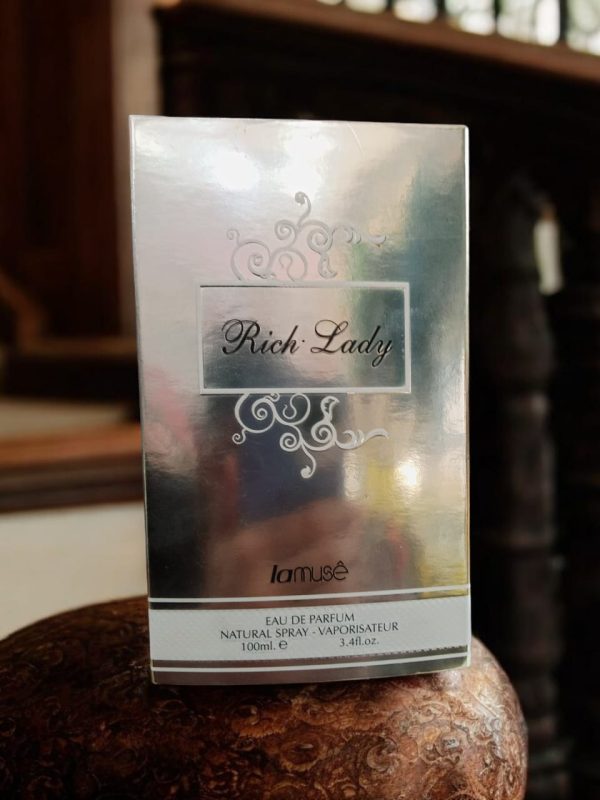 Rich Lady
lamusê
EAU DE PARFUM
NATURAL SPRAY - VAPORISATEUR
100ml. ℮ 3.4fl.oz.